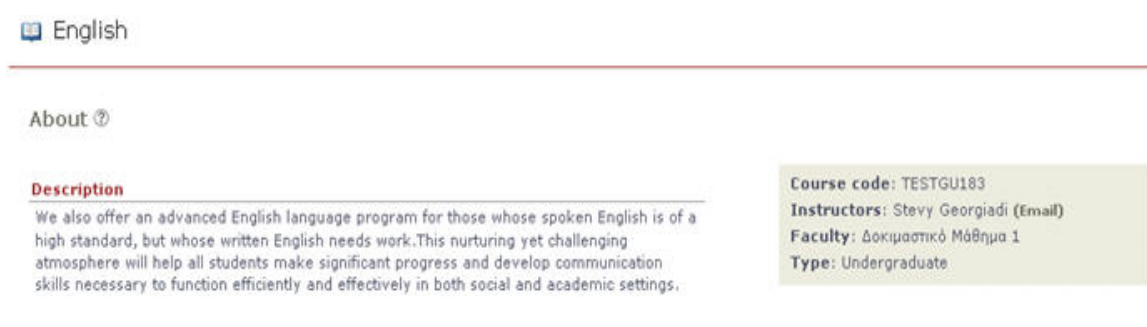 English
About
Description
We also offer an advanced English language program for those whose spoken English is of a
high standard, but whose written English needs work.This nurturing yet challenging
atmosphere will help all students make significant progress and develop communication
skills necessary to function efficiently and effectively in both social and academic settings.
Course code: TESTGU183
Instructors: Stevy Georgiadi (Email)
Faculty: Δοκιμαστικό Μάθημα 1
Type: Undergraduate